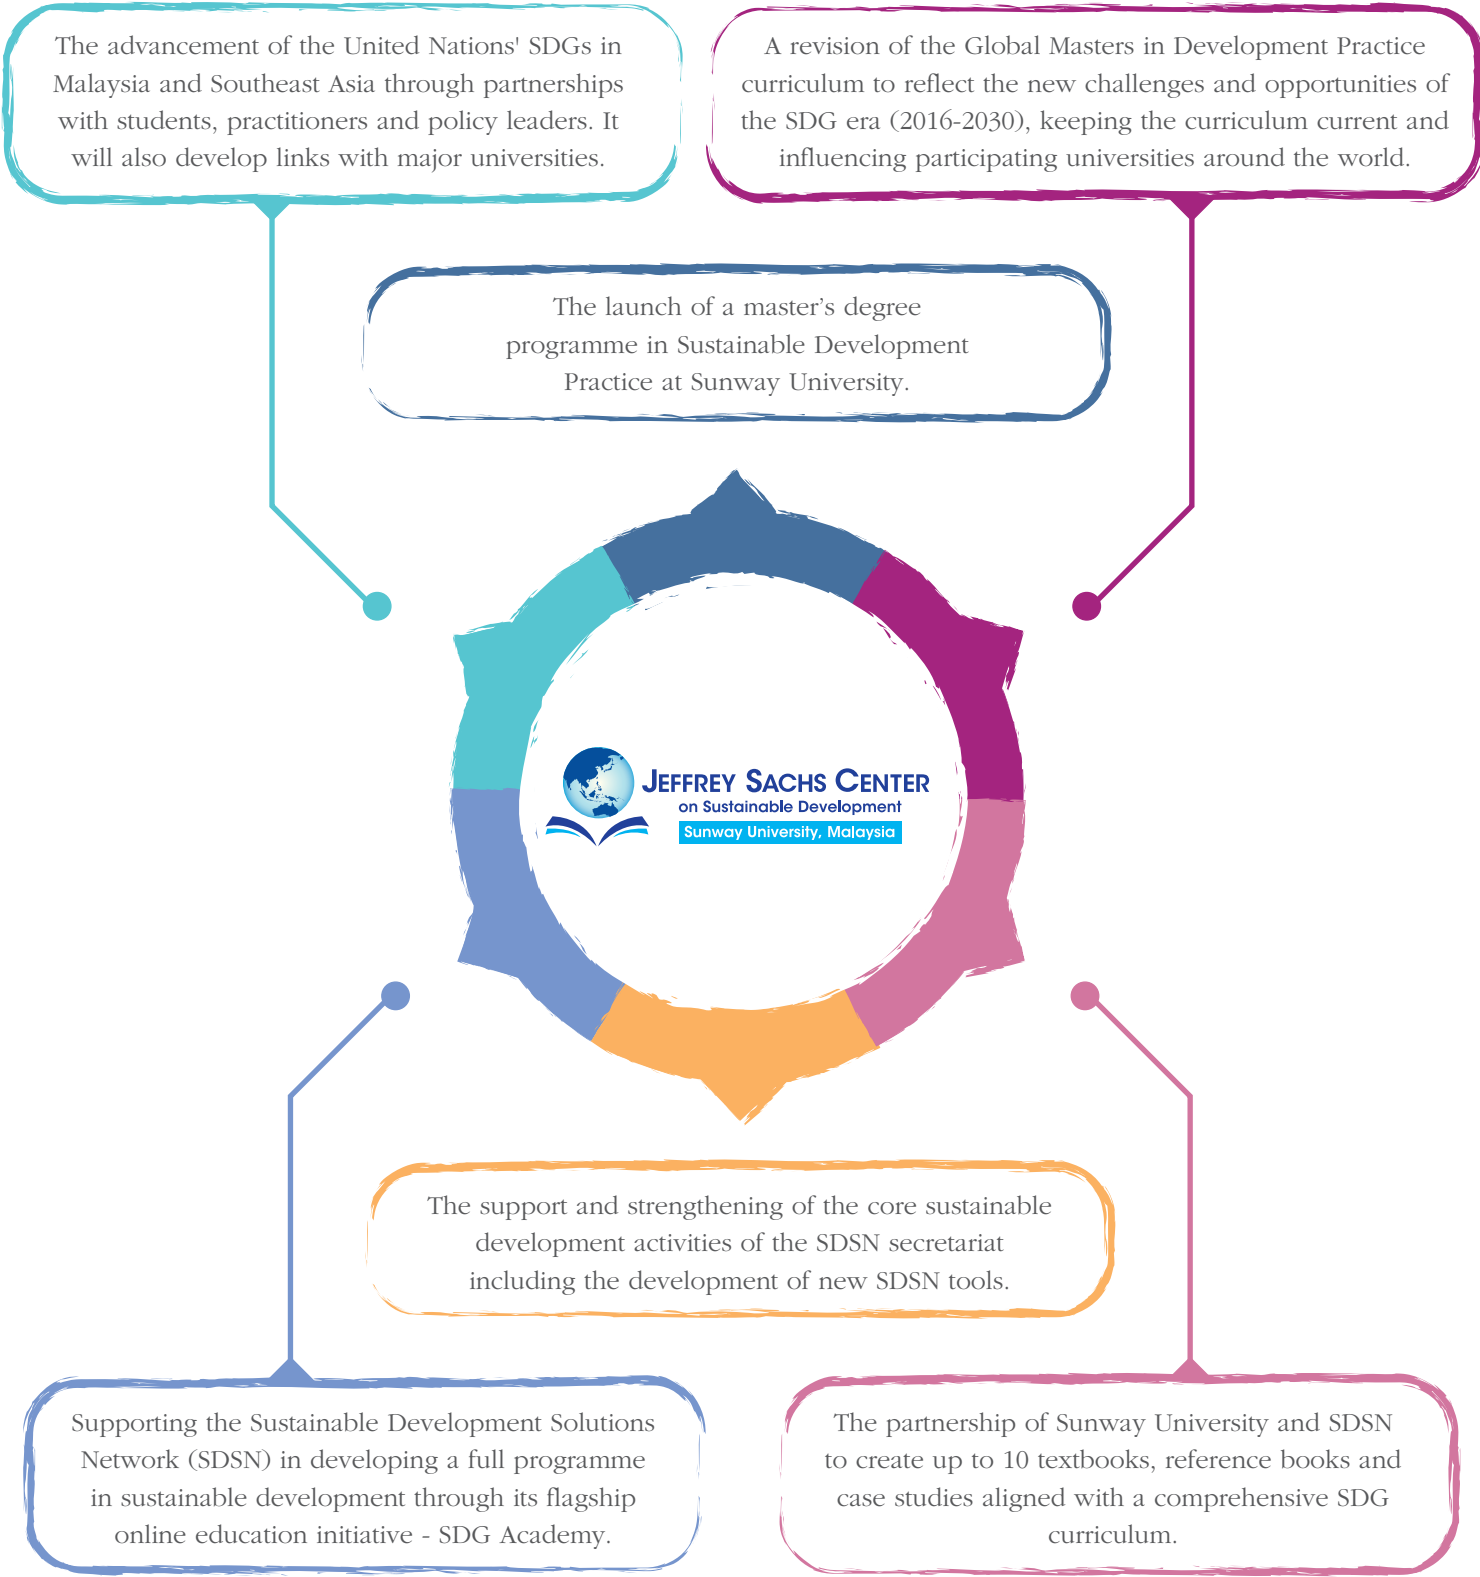 The advancement of the United Nations' SDGs in
Malaysia and Southeast Asia through partnerships
with students, practitioners and policy leaders. It
will also develop links with major universities.
A revision of the Global Masters in Development Practice
curriculum to reflect the new challenges and opportunities of
the SDG era (2016-2030), keeping the curriculum current and
influencing participating universities around the world.
The launch of a master’s degree
programme in Sustainable Development
Practice at Sunway University.
JEFFREY SACHS CENTER
on Sustainable Development
Sunway University, Malaysia
The support and strengthening of the core sustainable
development activities of the SDSN secretariat
including the development of new SDSN tools.
Supporting the Sustainable Development Solutions
Network (SDSN) in developing a full programme
in sustainable development through its flagship
online education initiative - SDG Academy.
The partnership of Sunway University and SDSN
to create up to 10 textbooks, reference books and
case studies aligned with a comprehensive SDG
curriculum.